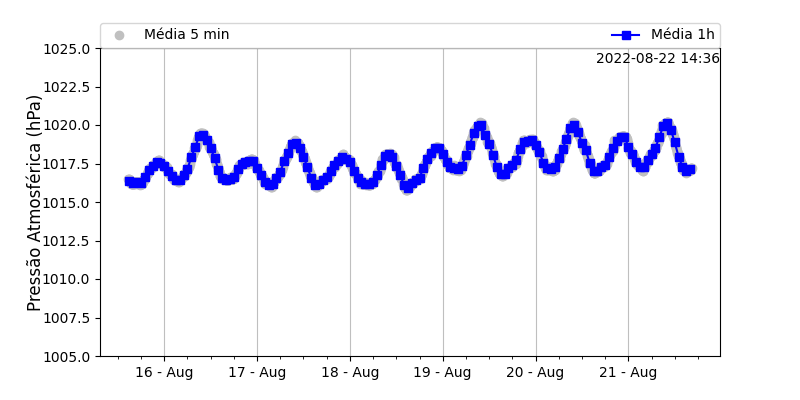 Média 5 min
Média 1h
2022-08-22 14:36
Pressão Atmosférica (hPa)
1025.0
1022.5
1020.0
1017.5
1015.0
1012.5
1010.0
1007.5
1005.0
16 - Aug
17 - Aug
18 - Aug
19 - Aug
20 - Aug
21 - Aug